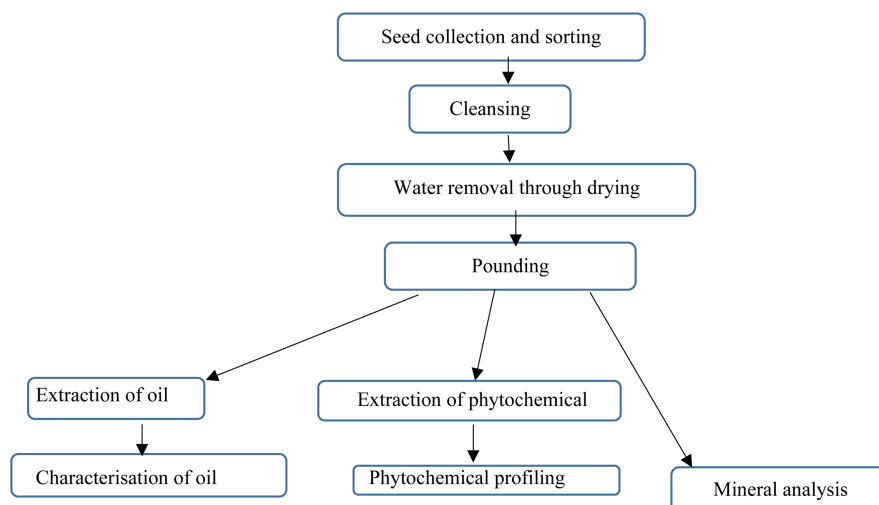 Seed collection and sorting
Cleansing
Water removal through drying
Pounding
Extraction of oil
Extraction of phytochemical
Characterisation of oil
Phytochemical profiling
Mineral analysis